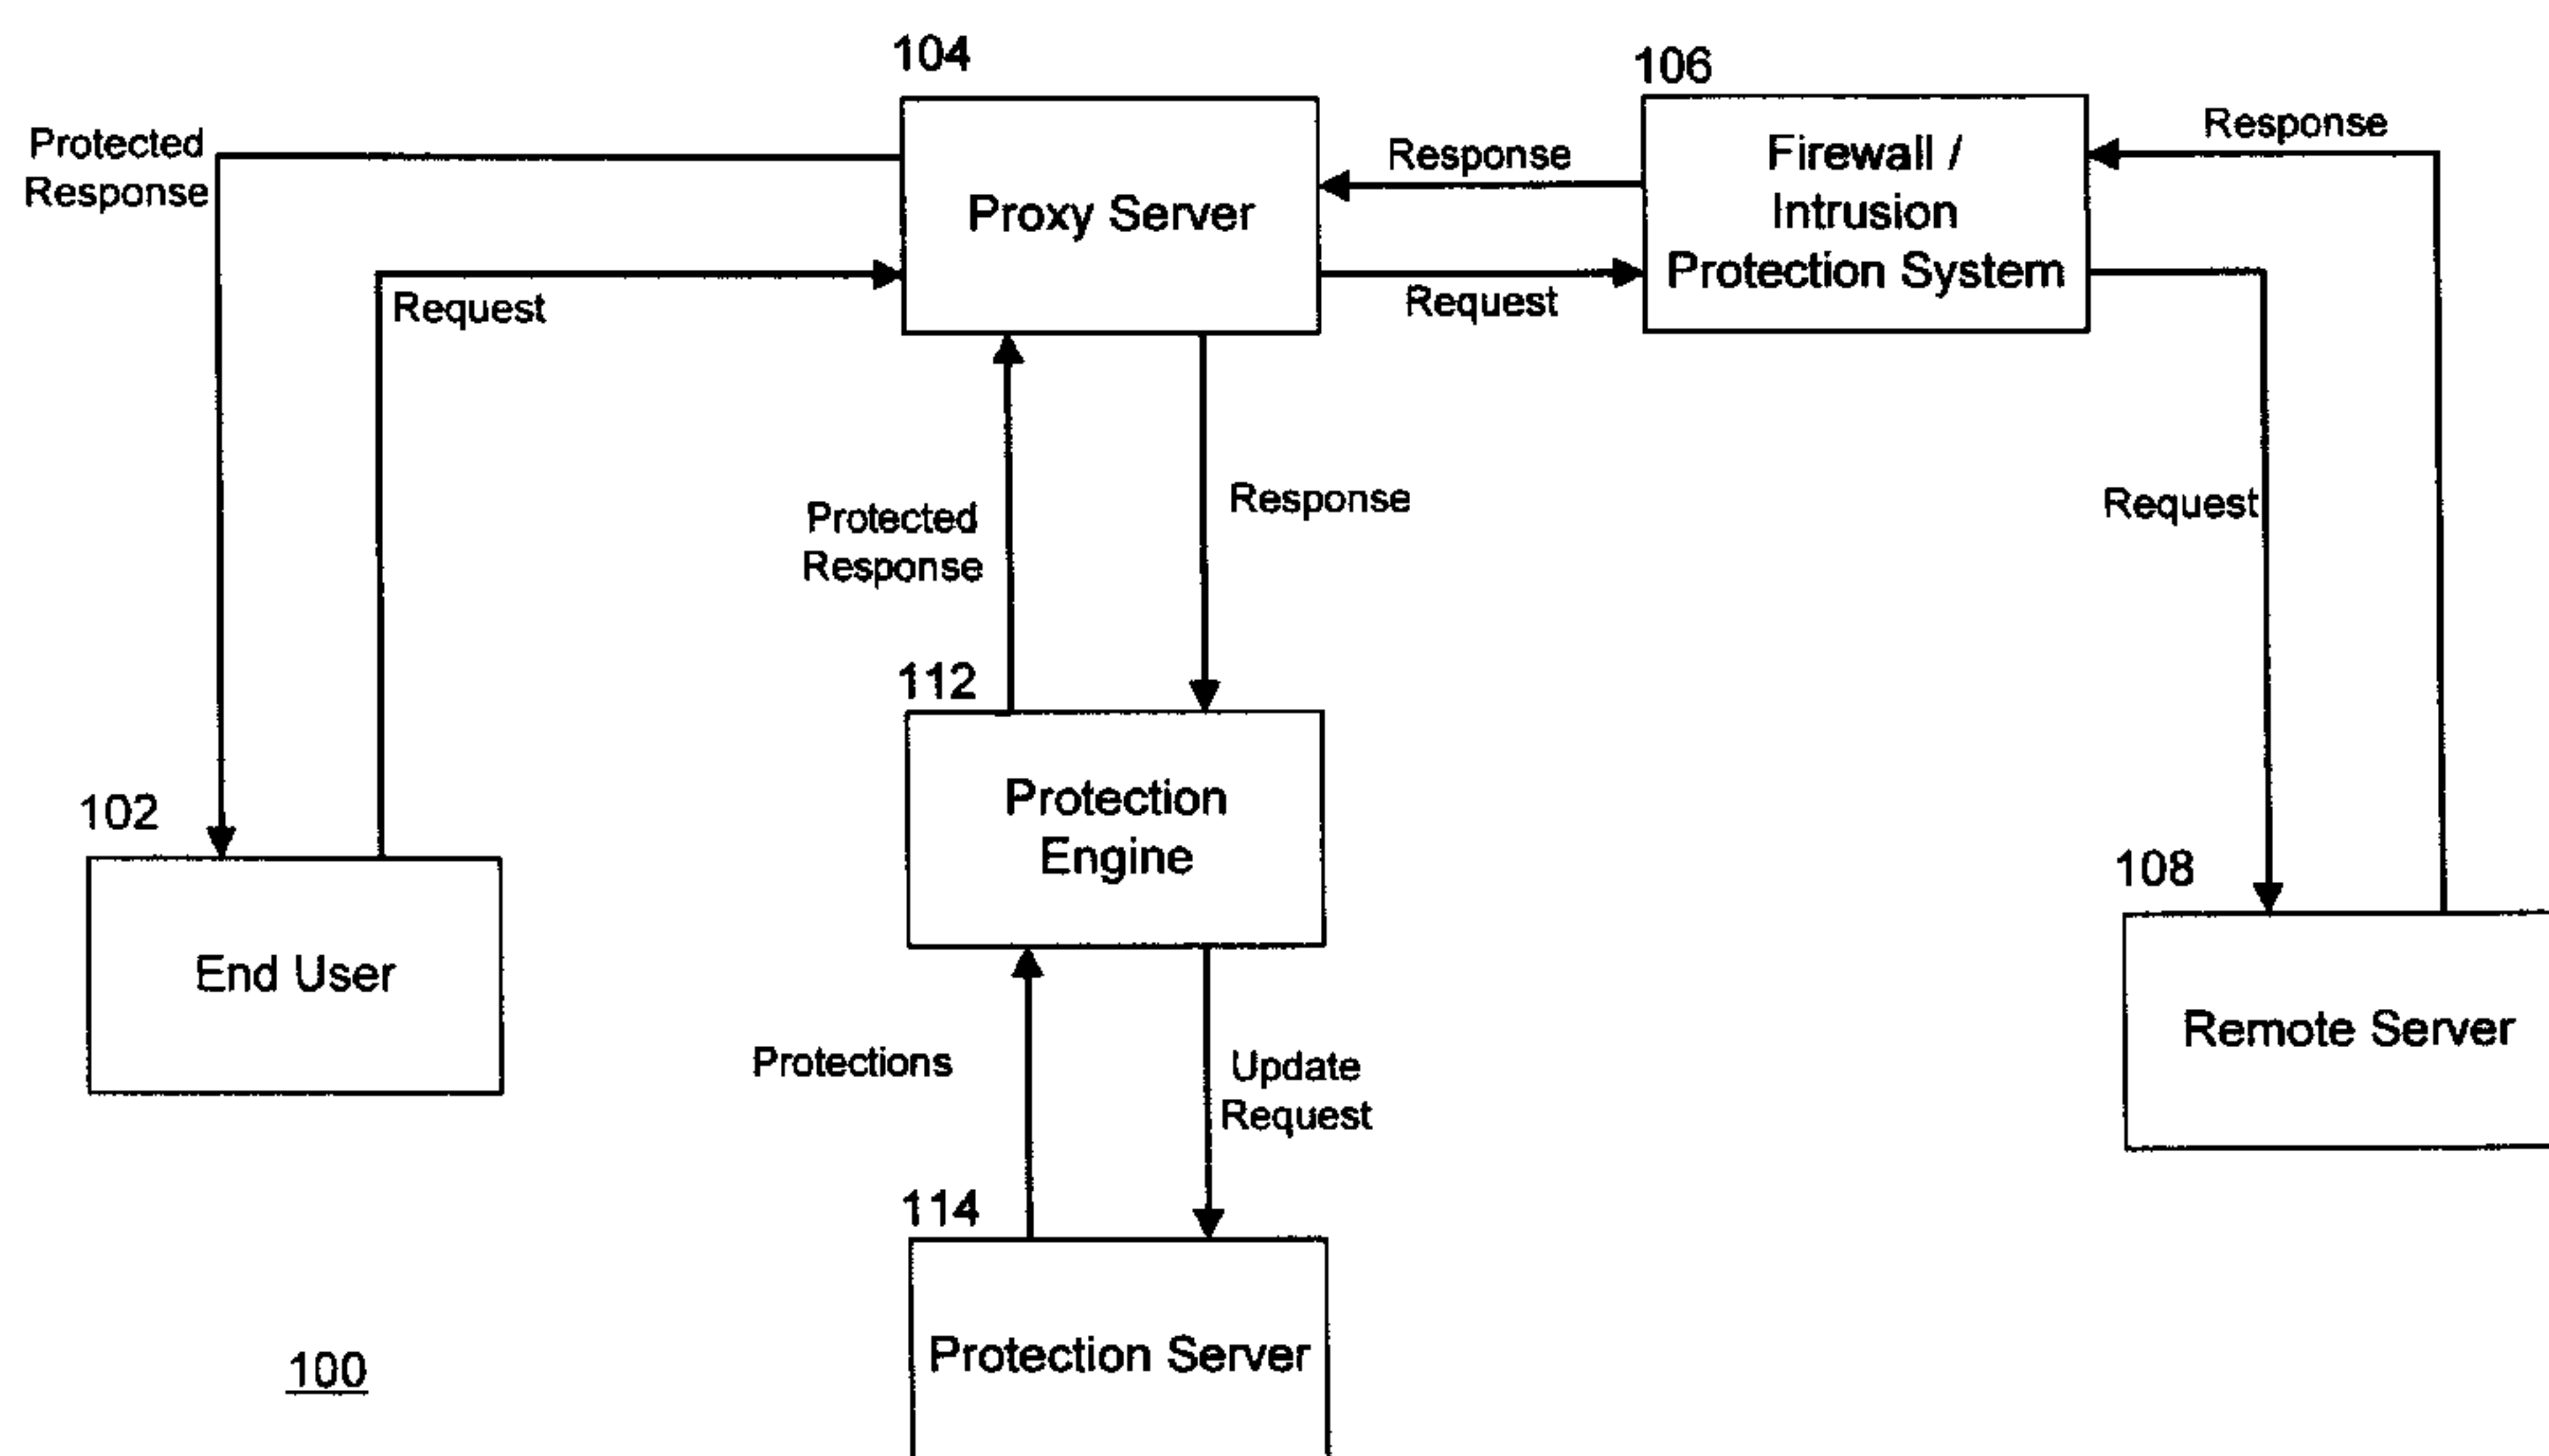 104
106
Protected
Response
Response
Response
Firewall /
Intrusion
Protection System
Proxy Server
Request
Request
Protected
Response
Response
Request
112
Protection
Engine
102
End User
108
Remote Server
Protections
Update
Request
114
Protection Server
100